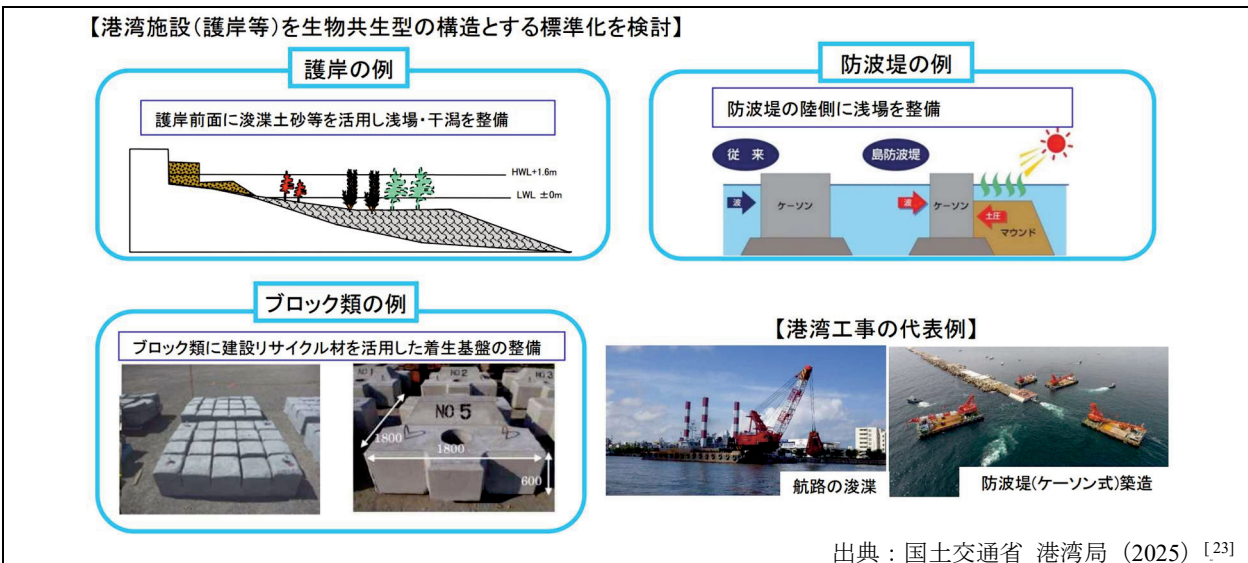 【港湾施設(護岸等)を生物共生型の構造とする標準化を検討】
護岸の例
護岸前面に浚渫土砂等を活用し浅場・干潟を整備
HWL+1.6m
LWL ±0m
防波堤の例
防波堤の陸側に浅場を整備
従 来
島防波堤
波
ケーソン
波
ケーソン
土圧
マウンド
ブロック類の例
ブロック類に建設リサイクル材を活用した着生基盤の整備
NO1
NO2
NO3
NO5
1800
1800
600
【港湾工事の代表例】
航路の浚渫
防波堤(ケーソン式)築造
出典:国土交通省 港湾局(2025)[23]